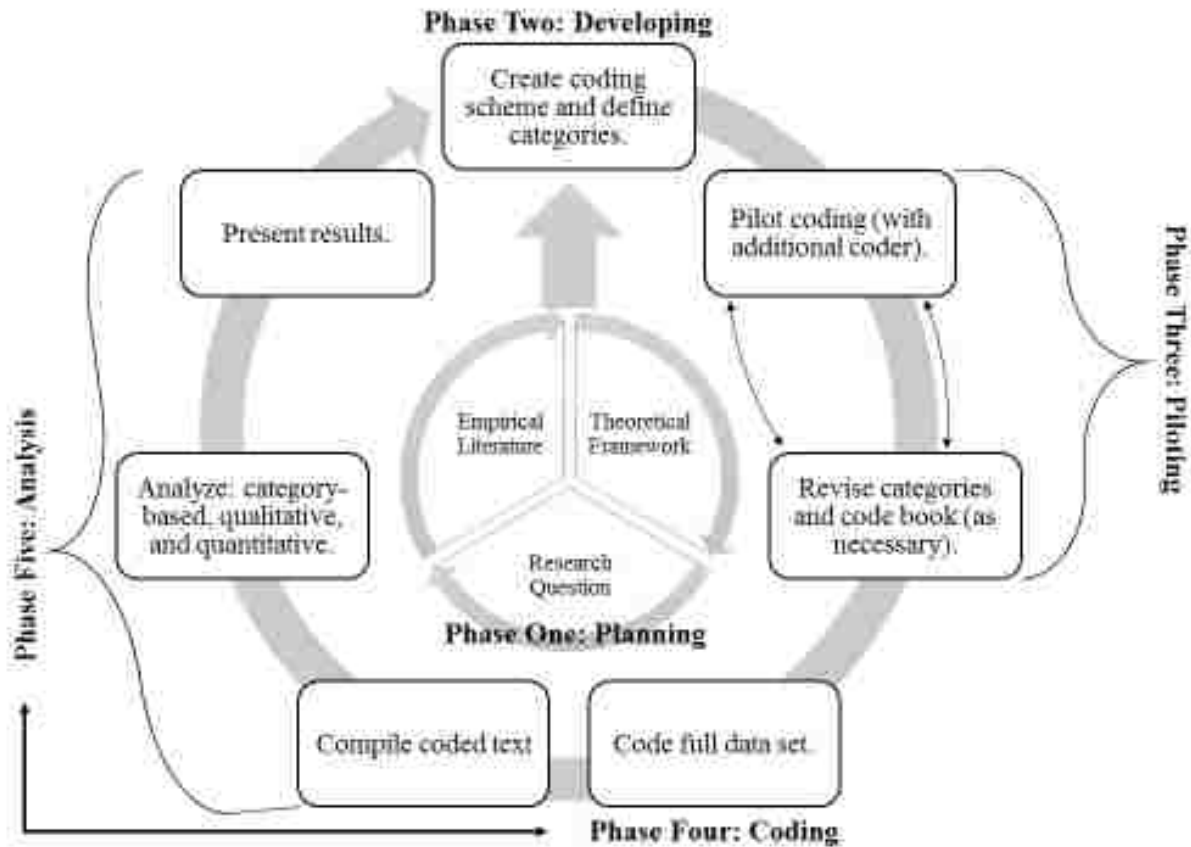 Phase Two: Developing
Create coding
scheme and define
categories.
Present results.
Pilot coding (with
additional coder).
Phase Three: Piloting
Empirical
Literature
Theoretical
Framework
Research
Question
Phase One: Planning
Phase Five: Analysis
Analyze: category-
based, qualitative,
and quantitative.
Revise categories
and code book (as
necessary).
Compile coded text
Code full data set.
Phase Four: Coding